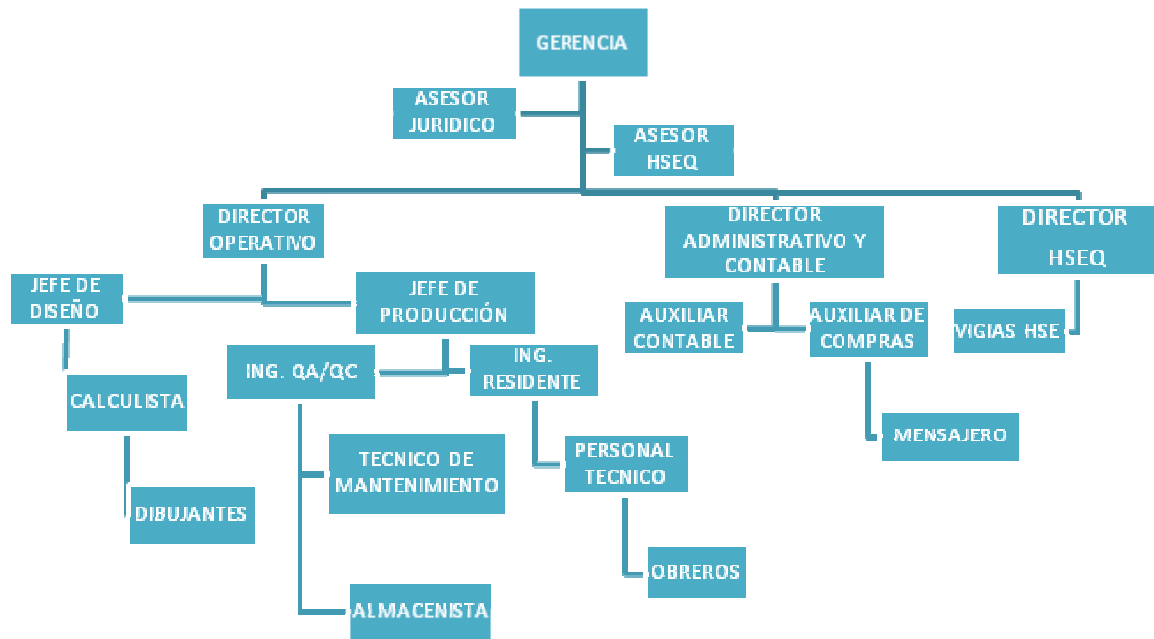 GERENCIA
ASESOR
JURIDICO
ASESOR
HSEQ
DIRECTOR
OPERATIVO
DIRECTOR
ADMINISTRATIVO Y
CONTABLE
DIRECTOR
HSEQ
JEFE DE
DISEÑO
JEFE DE
PRODUCCIÓN
AUXILIAR
CONTABLE
AUXILIAR DE
COMPRAS
VIGIAS HSE
ING. QA/QC
ING.
RESIDENTE
CALCULISTA
MENSAJERO
TECNICO DE
MANTENIMIENTO
PERSONAL
TECNICO
DIBUJANTES
OBREROS
ALMACENISTA